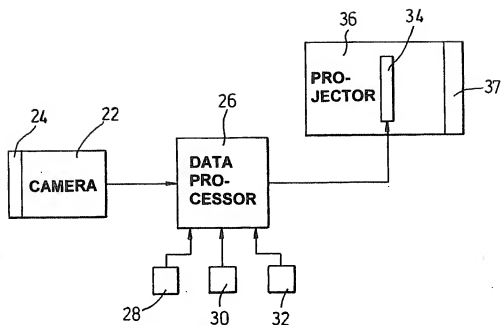 36
34
PRO-
JECTOR
37
26
24
22
CAMERA
DATA
PRO-
CESSOR
28
30
32